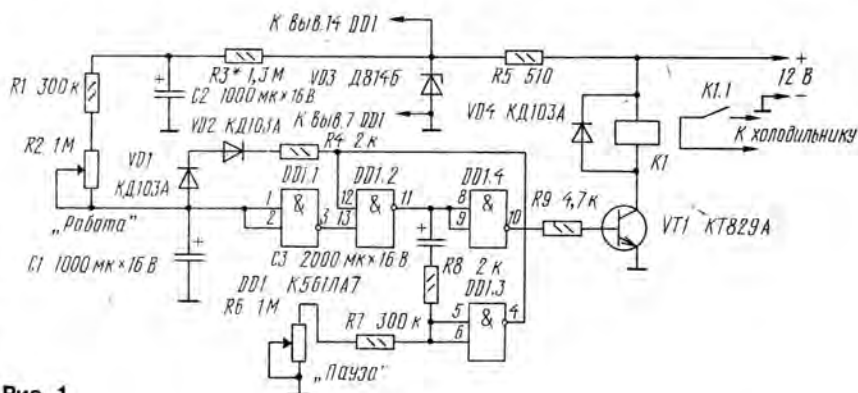 К выв.14 DD1
R1 300 к
R3* 1,3 М
VD3 Д814Б
R5 510
+
12 В
−
C2 1000 мк × 16 В
К1.1
К выв.7 DD1
VD4 КД103А
К холодильнику
VD2 КД103А
R4 2 к
К1
R2 1М
VD1
КД103А
DD1.1
DD1.2
DD1.4
R9 4,7 к
1
2
&
3
12
13
&
11
8
9
&
10
„Работа"
VT1 КТ829А
C1 1000 мк × 16 В
C3 2000 мк × 16 В
R8 2 к
DD1 К561ЛА7
DD1.3
R6 1М
R7 300 к
5
6
&
4
„Пауза"
Рис. 1